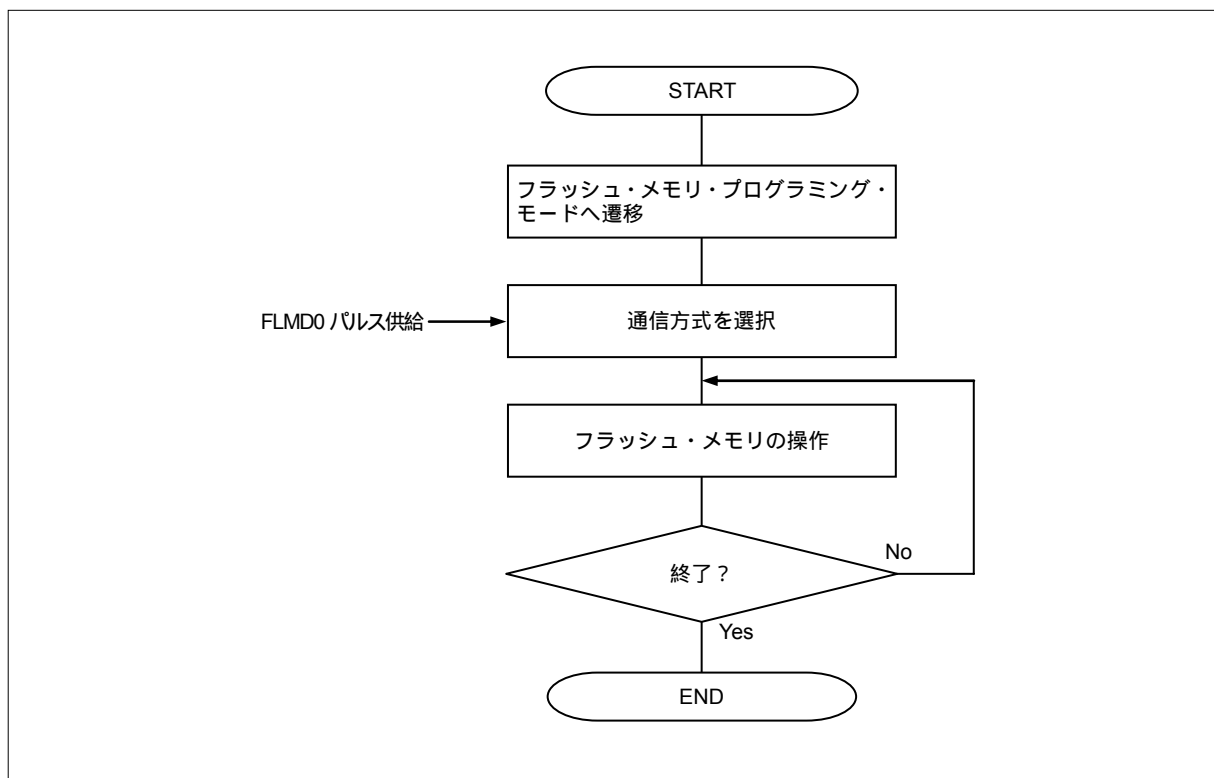 START
フラッシュ・メモリ・プログラミング・
モードへ遷移
FLMD0 パルス供給
通信方式を選択
フラッシュ・メモリの操作
終了？
No
Yes
END